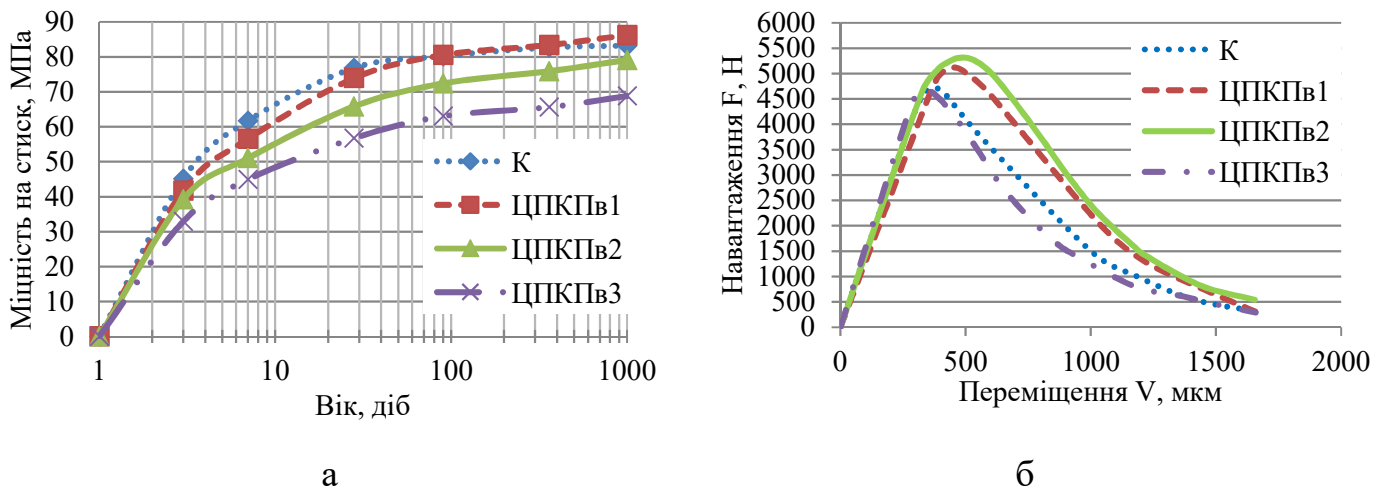 Міцність на стиск, МПа
90
80
70
60
50
40
30
20
10
0
1
10
100
1000
Вік, діб
К
ЦПКПв1
ЦПКПв2
ЦПКПв3
а
Навантаження F, Н
6000
5500
5000
4500
4000
3500
3000
2500
2000
1500
1000
500
0
0
500
1000
1500
2000
Переміщення V, мкм
К
ЦПКПв1
ЦПКПв2
ЦПКПв3
б